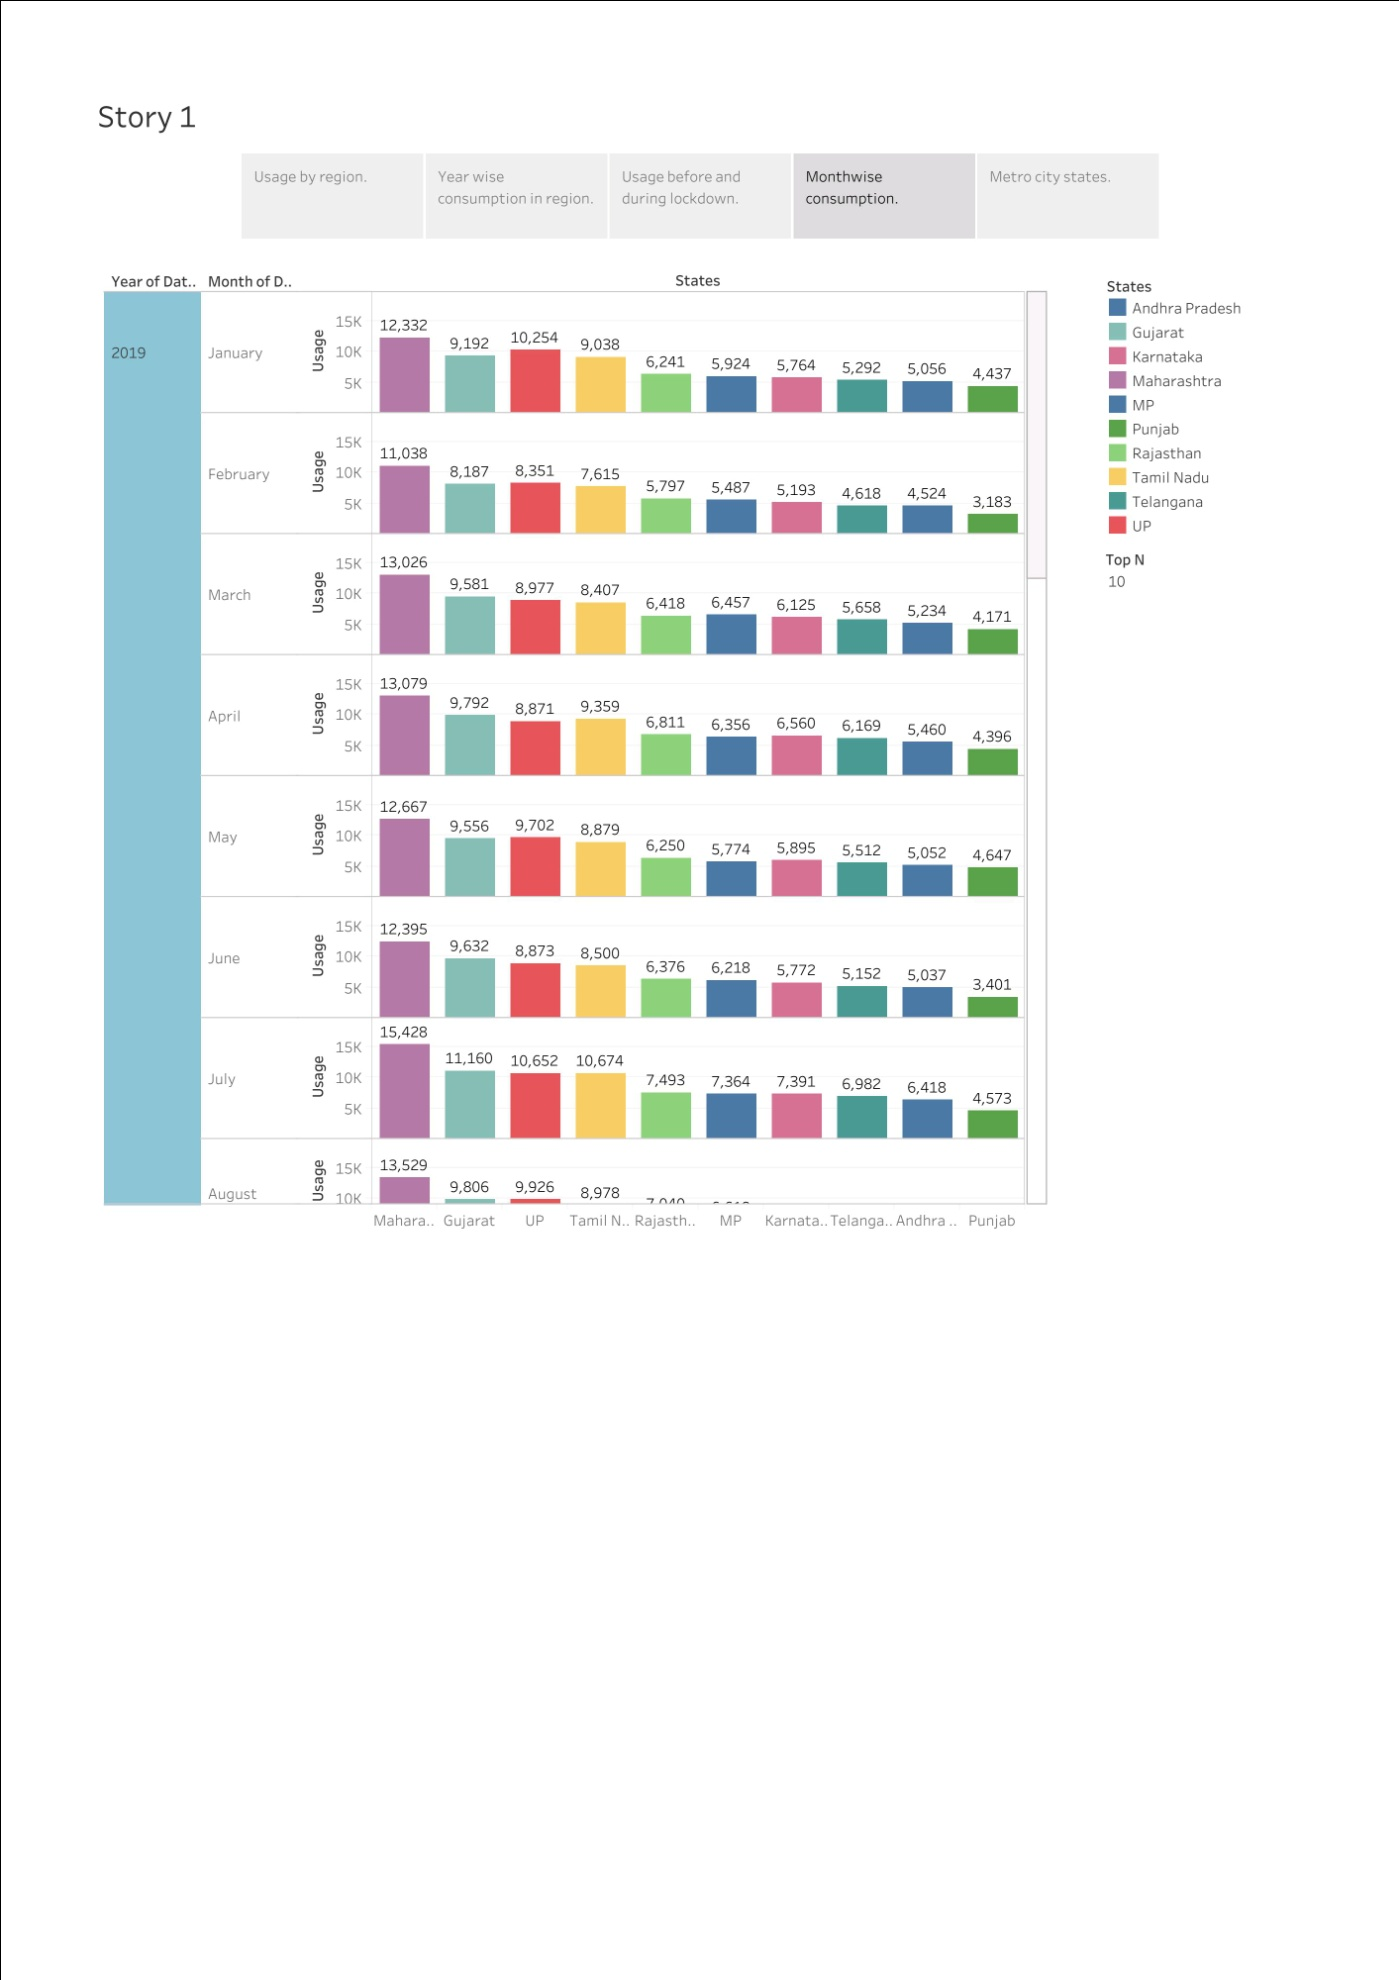 Story 1
Usage by region.
Year wise
consumption in region.
Usage before and
during lockdown.
Monthwise
consumption.
Metro city states.
Year of Dat.. Month of D.. States
2019
January
Usage
15K
10K
5K
12,332 9,192 10,254 9,038 6,241 5,924 5,764 5,292 5,056 4,437
February
Usage
15K
10K
5K
11,038 8,187 8,351 7,615 5,797 5,487 5,193 4,618 4,524 3,183
March
Usage
15K
10K
5K
13,026 9,581 8,977 8,407 6,418 6,457 6,125 5,658 5,234 4,171
April
Usage
15K
10K
5K
13,079 9,792 8,871 9,359 6,811 6,356 6,560 6,169 5,460 4,396
May
Usage
15K
10K
5K
12,667 9,556 9,702 8,879 6,250 5,774 5,895 5,512 5,052 4,647
June
Usage
15K
10K
5K
12,395 9,632 8,873 8,500 6,376 6,218 5,772 5,152 5,037 3,401
July
Usage
15K
10K
5K
15,428 11,160 10,652 10,674 7,493 7,364 7,391 6,982 6,418 4,573
August
Usage
15K
10K
13,529 9,806 9,926 8,978
Mahara.. Gujarat UP Tamil N.. Rajasth.. MP Karnata.. Telanga.. Andhra .. Punjab
States
Andhra Pradesh
Gujarat
Karnataka
Maharashtra
MP
Punjab
Rajasthan
Tamil Nadu
Telangana
UP
Top N
10